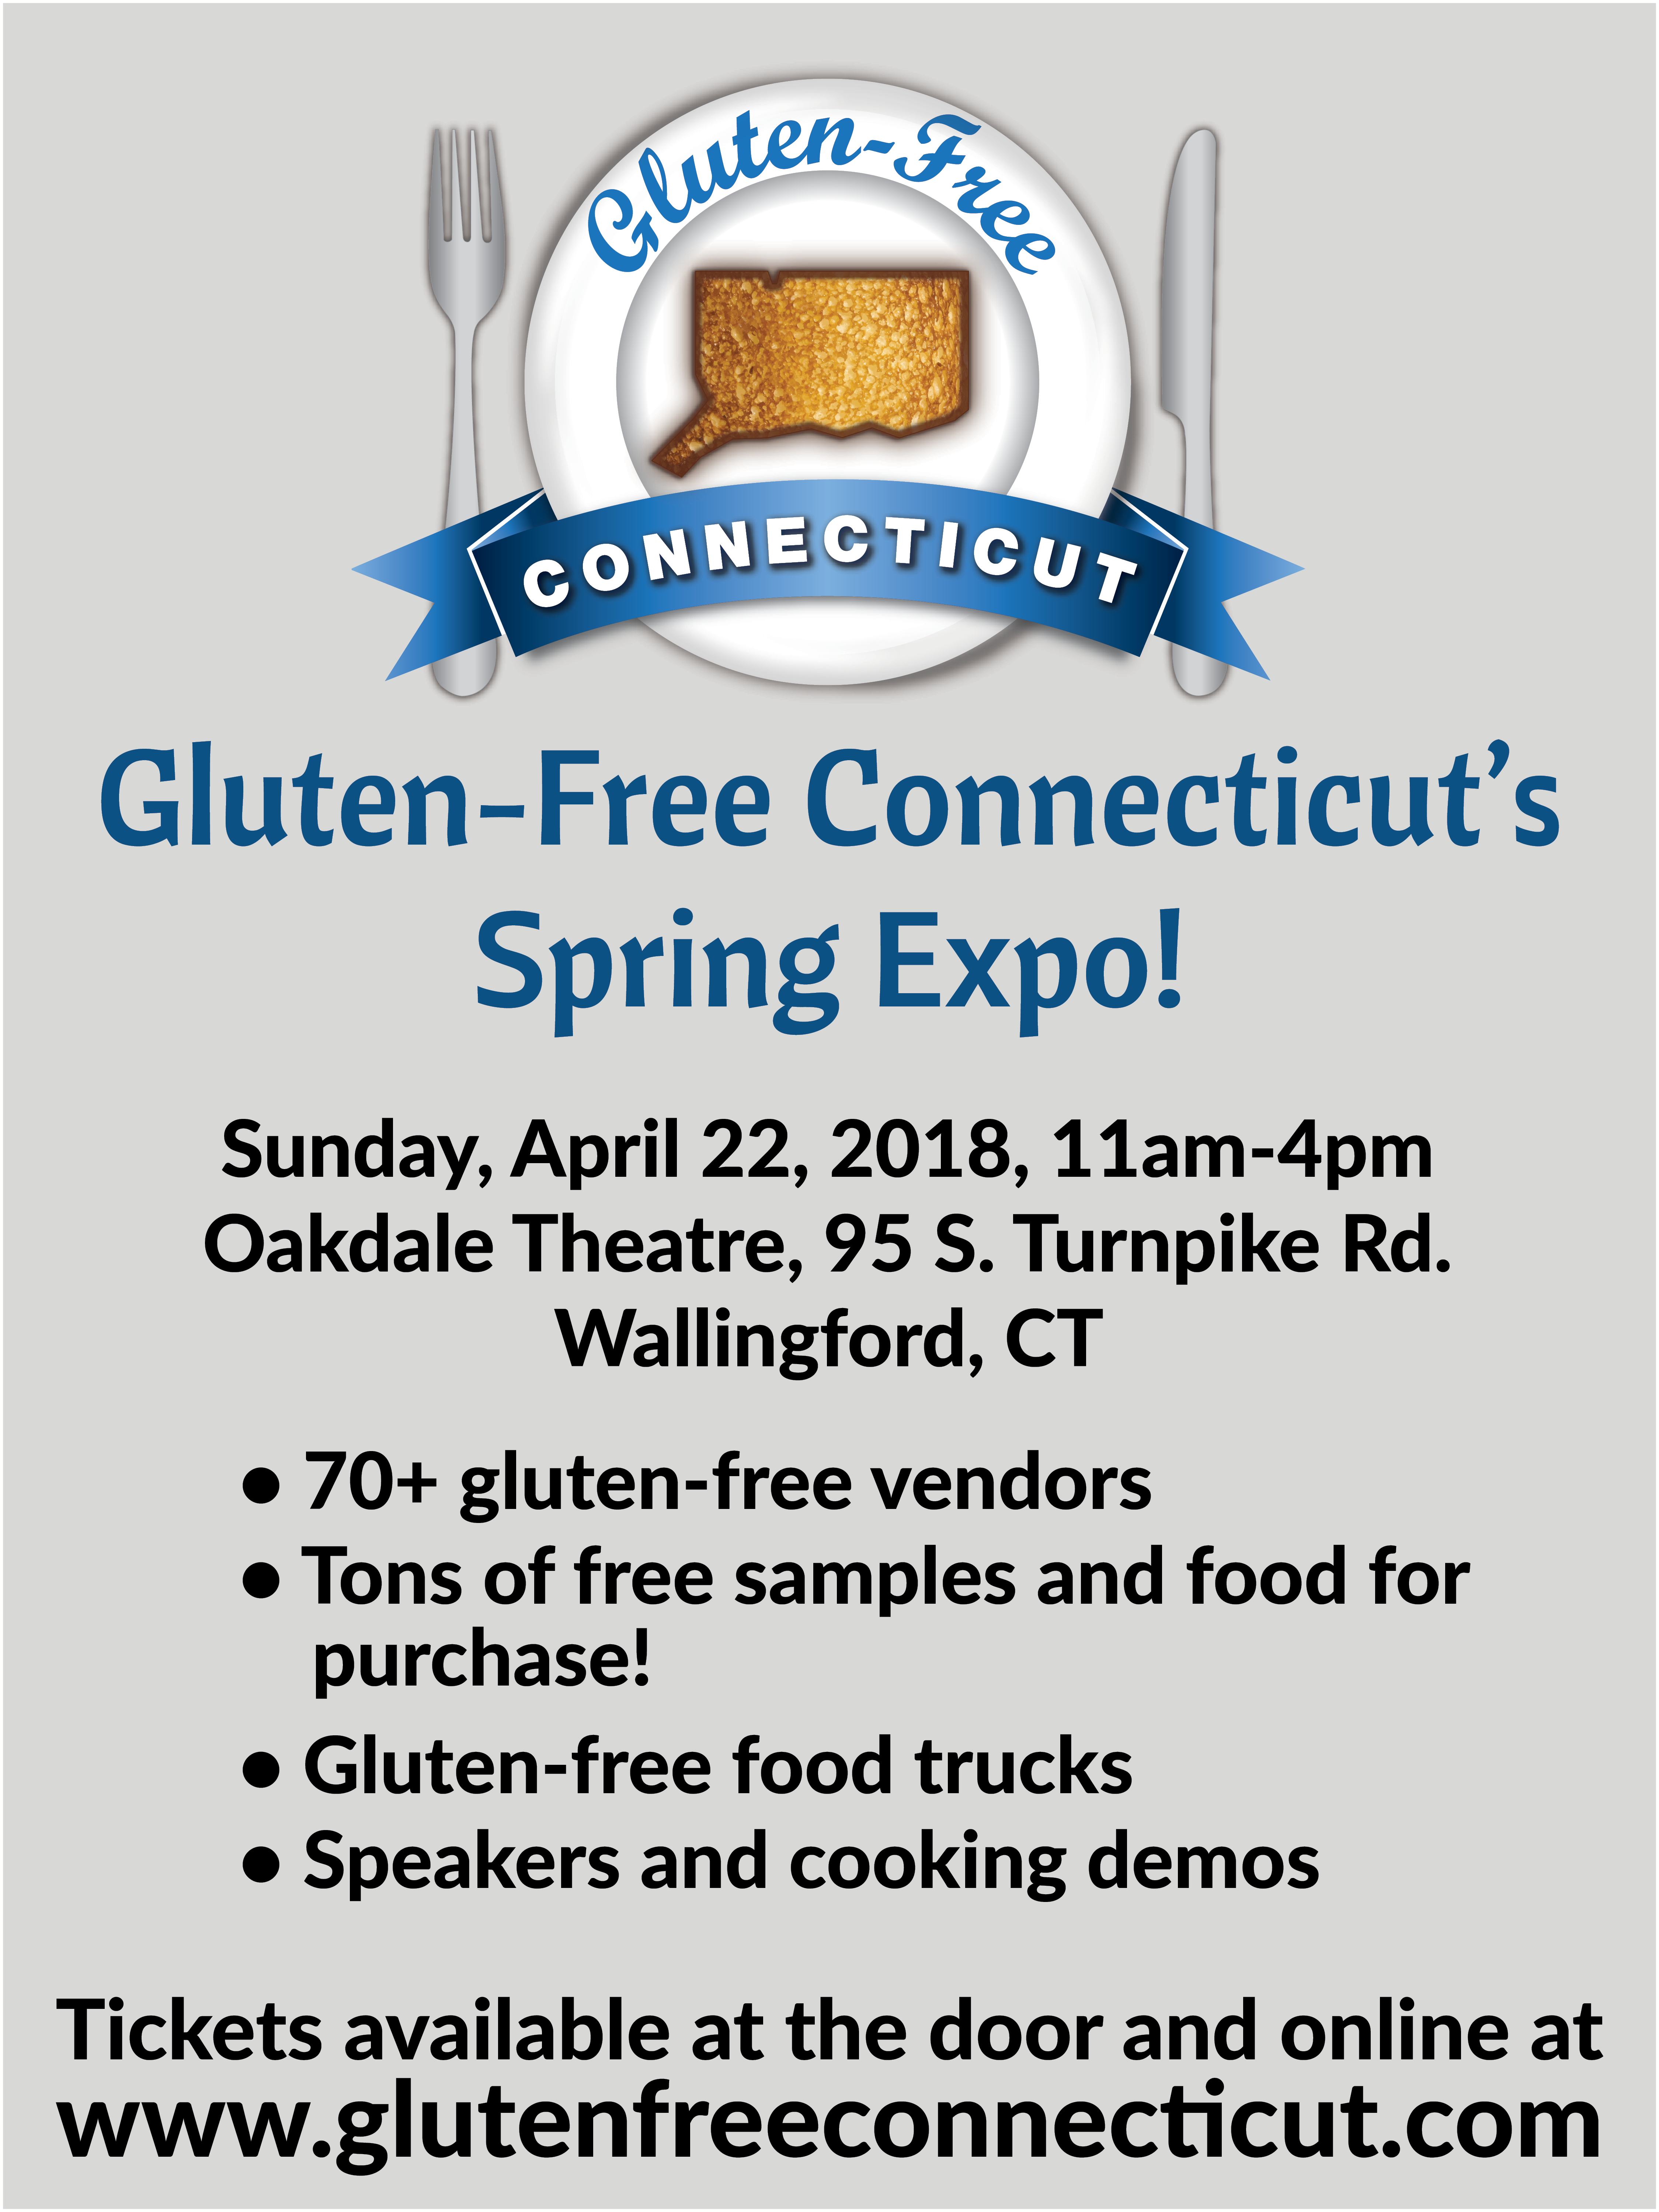 Gluten-Free
CONNECTICUT
Gluten-Free Connecticut’s
Spring Expo!
Sunday, April 22, 2018, 11am-4pm
Oakdale Theatre, 95 S. Turnpike Rd.
Wallingford, CT
• 70+ gluten-free vendors
• Tons of free samples and food for
purchase!
• Gluten-free food trucks
• Speakers and cooking demos
Tickets available at the door and online at
www.glutenfreeconnecticut.com